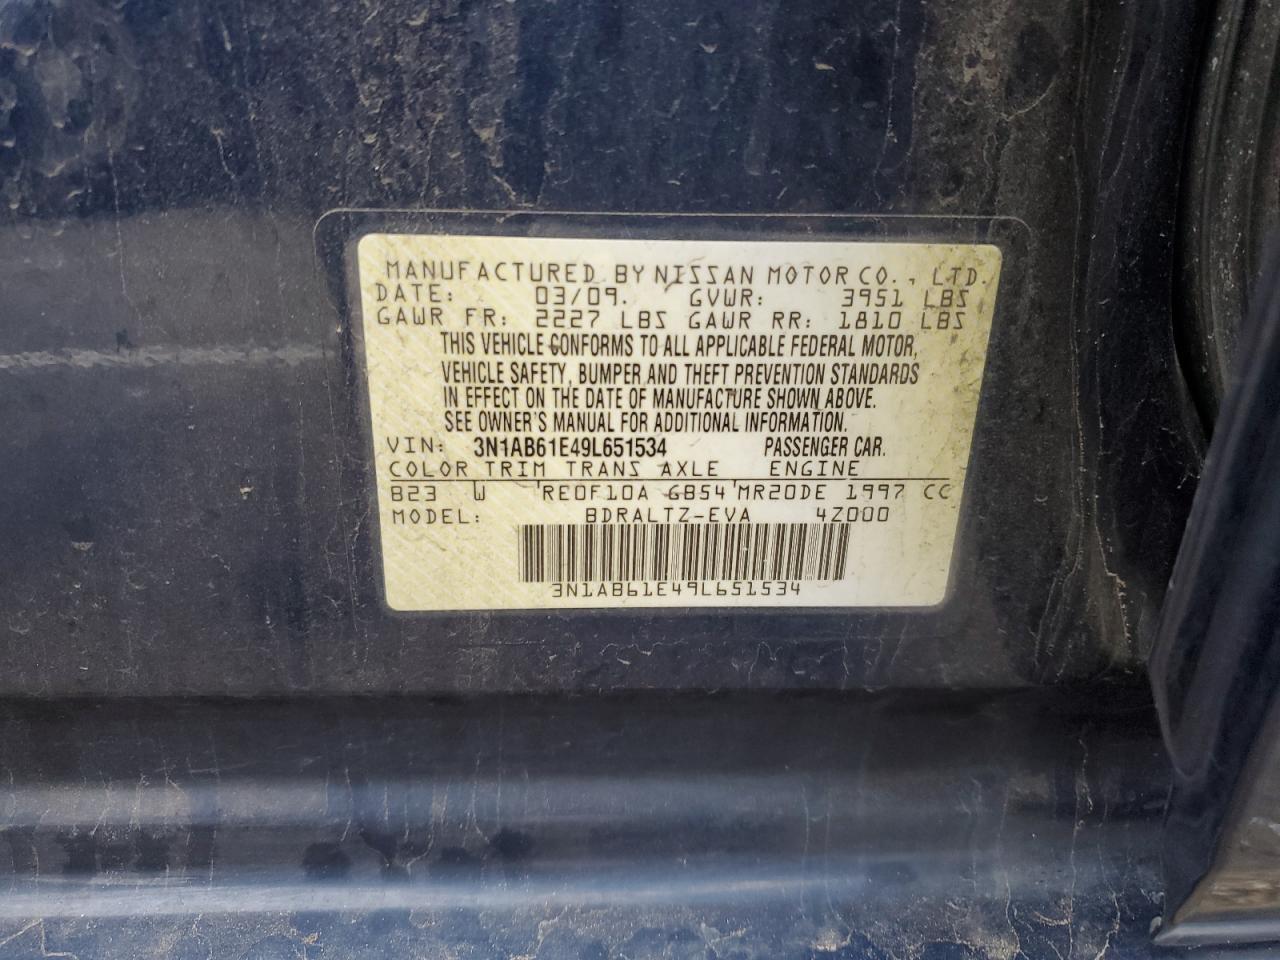 MANUFACTURED BY NISSAN MOTOR CO., LTD.
DATE: 03/09. GVWR: 3951 LBS
GAWR FR: 2227 LBS GAWR RR: 1810 LBS
THIS VEHICLE CONFORMS TO ALL APPLICABLE FEDERAL MOTOR,
VEHICLE SAFETY, BUMPER AND THEFT PREVENTION STANDARDS
IN EFFECT ON THE DATE OF MANUFACTURE SHOWN ABOVE.
SEE OWNER'S MANUAL FOR ADDITIONAL INFORMATION.
VIN: 3N1AB61E49L651534 PASSENGER CAR.
COLOR TRIM TRANS AXLE ENGINE
B23 W RE0F10A GB54 MR20DE 1997 CC
MODEL: BDRALTZ-EVA 4Z000
3N1AB61E49L651534